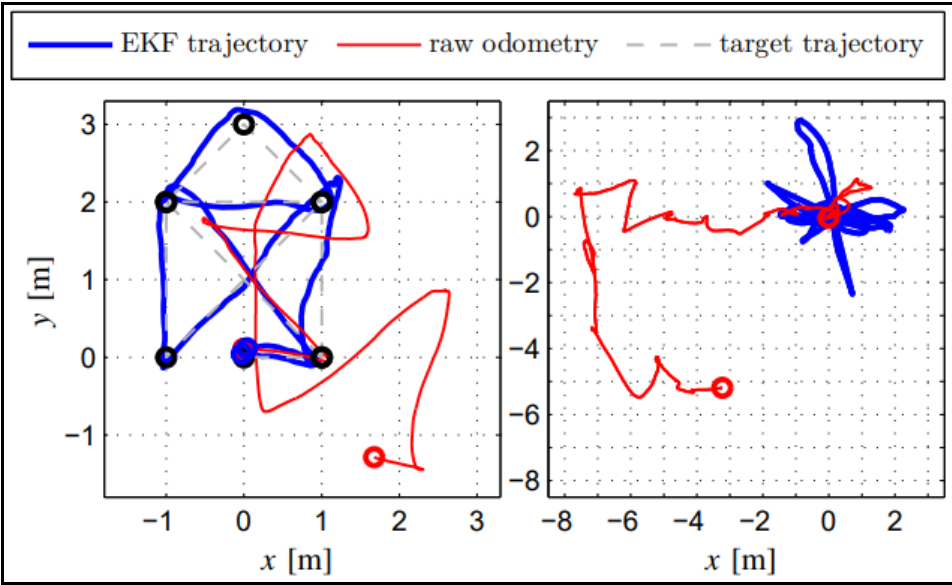 EKF trajectory raw odometry target trajectory
3
2
1
0
−1
y [m]
−1 0 1 2 3
x [m]
2
0
−2
−4
−6
−8
−8 −6 −4 −2 0 2
x [m]